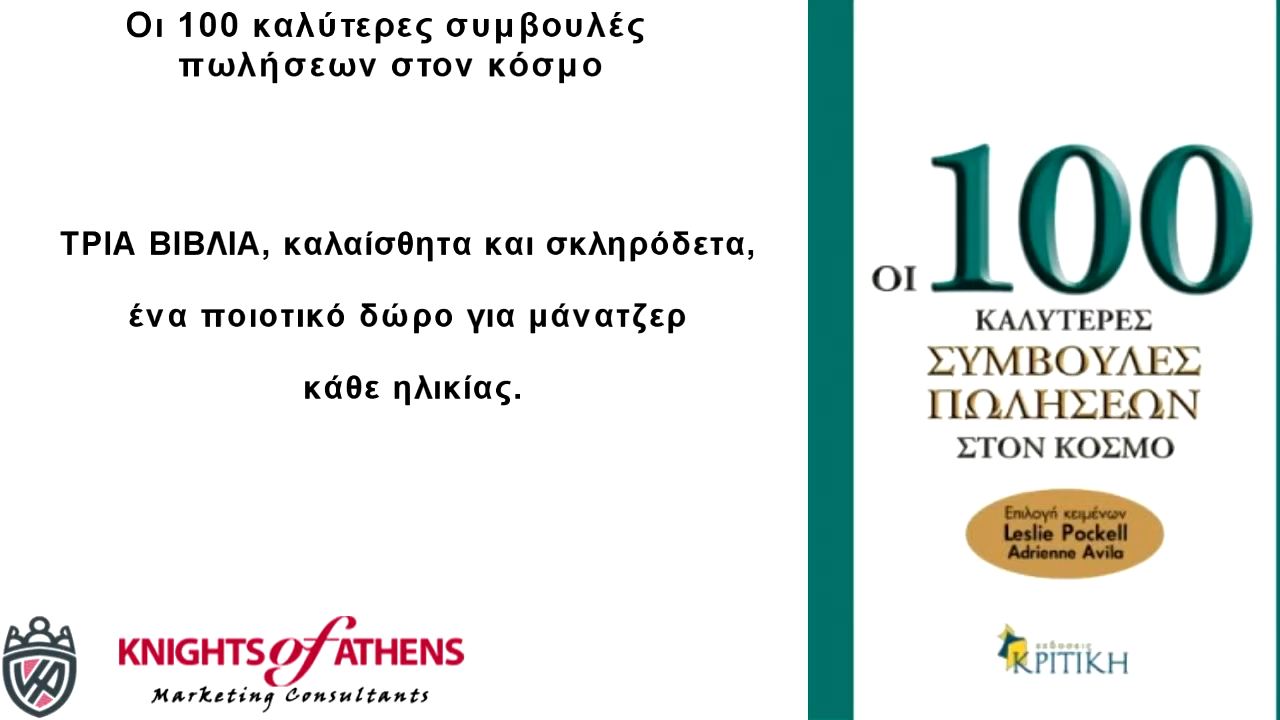 Οι 100 καλύτερες συμβουλές
πωλήσεων στον κόσμο
ΤΡΙΑ ΒΙΒΛΙΑ, καλαίσθητα και σκληρόδετα,
ένα ποιοτικό δώρο για μάνατζερ
κάθε ηλικίας.
KNIGHTS of ATHENS
Marketing Consultants
ΟΙ 100
ΚΑΛΥΤΕΡΕΣ
ΣΥΜΒΟΥΛΕΣ
ΠΩΛΗΣΕΩΝ
ΣΤΟΝ ΚΟΣΜΟ
Επιλογή κειμένων
Leslie Pockell
Adrienne Avila
εκδοσεις
ΚΡΙΤΙΚΗ